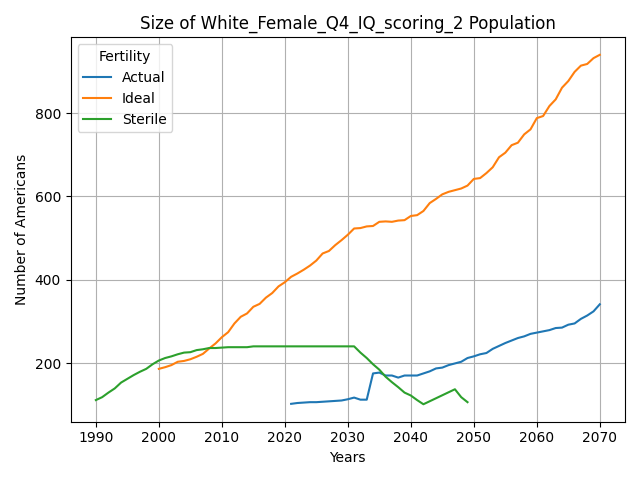 Size of White_Female_Q4_IQ_scoring_2 Population
Fertility
Actual
Ideal
Sterile
Number of Americans
800
600
400
200
1990 2000 2010 2020 2030 2040 2050 2060 2070
Years